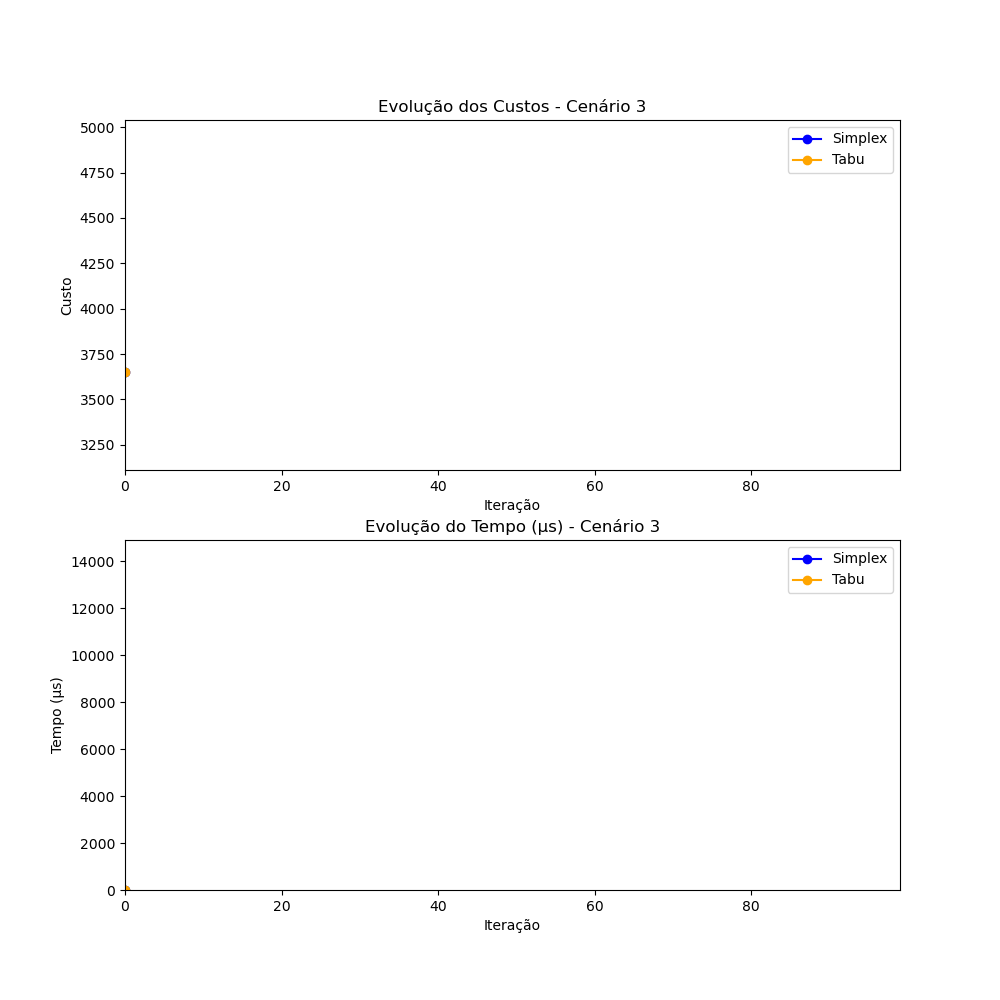 Evolução dos Custos - Cenário 3
5000
4750
4500
4250
4000
3750
3500
3250
Custo
Simplex
Tabu
0 20 40 60 80
Iteração
Evolução do Tempo (μs) - Cenário 3
14000
12000
10000
8000
6000
4000
2000
0
Tempo (μs)
Simplex
Tabu
0 20 40 60 80
Iteração